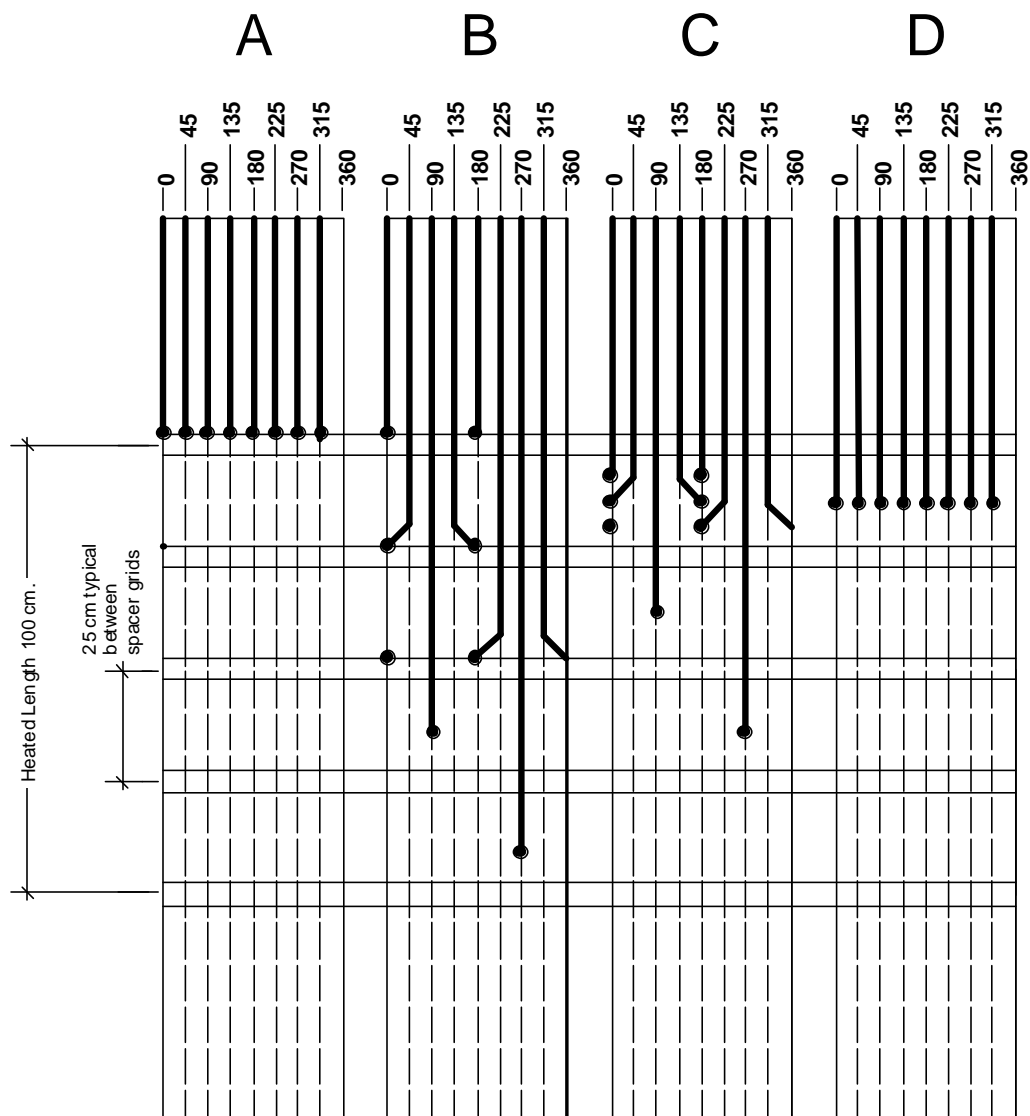 A B C D
45 135 225 315 45 135 225 315 45 135 225 315 45 135 225 315
0 90 180 270 360 0 90 180 270 360 0 90 180 270 360 0 90 180 270 360
Heated Length 100 cm.
25 cm typical
between
spacer grids